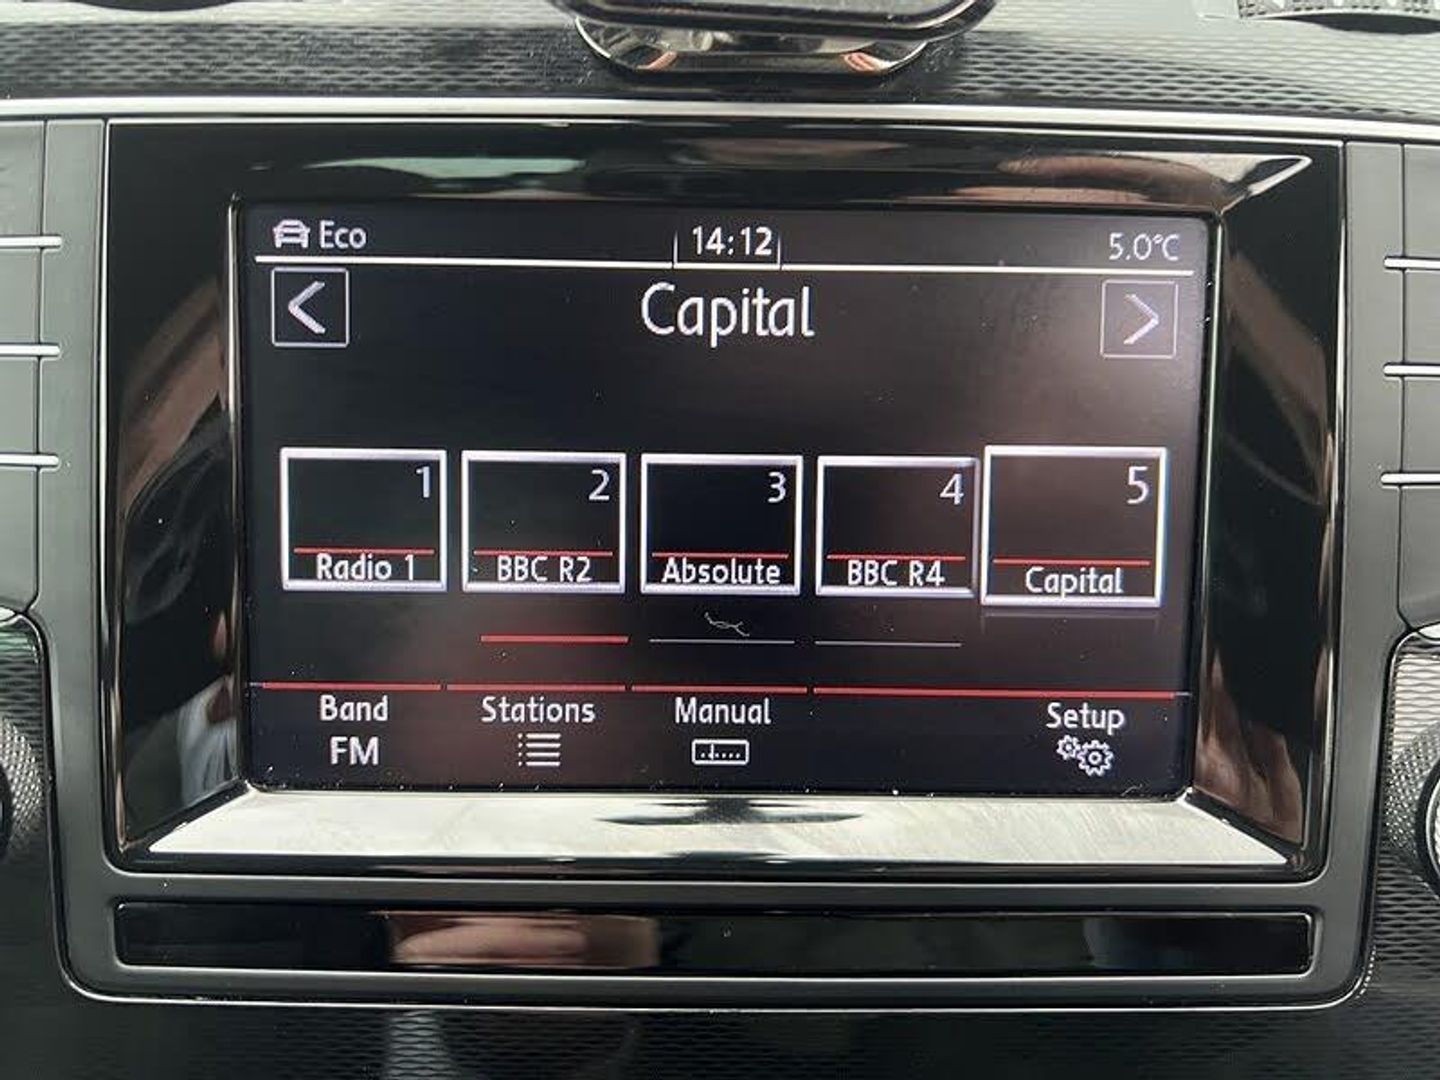 Eco
14:12
5.0°C
Capital
1
2
3
4
5
Radio 1
BBC R2
Absolute
BBC R4
Capital
Band
Stations
Manual
Setup
FM